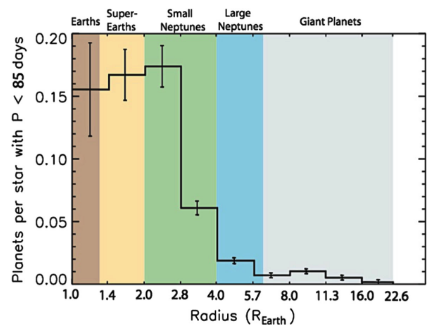 Earths
Super-
Earths
Small
Neptunes
Large
Neptunes
Giant Planets
Planets per star with P < 85 days
0.20
0.15
0.10
0.05
0.00
1.0 1.4 2.0 2.8 4.0 5.7 8.0 11.3 16.0 22.6
Radius (R_Earth)